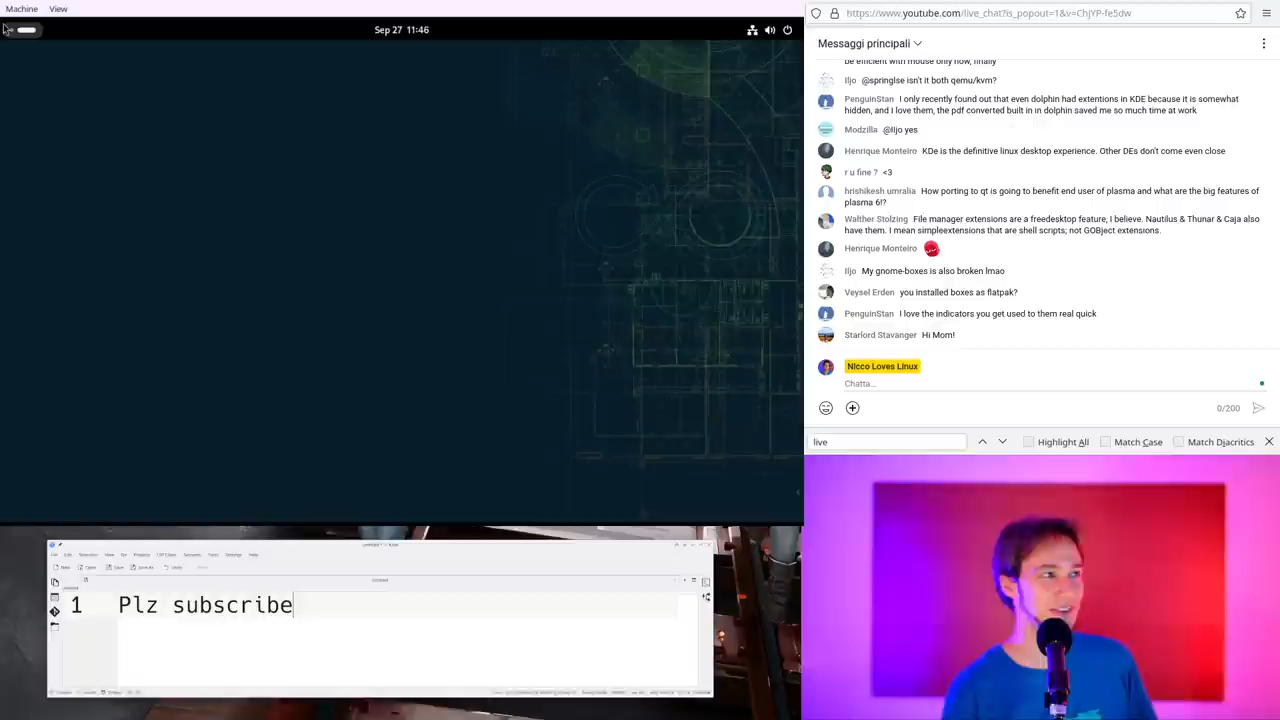 Machine View
Sep 27 11:46
https://www.youtube.com/live_chat?is_popout=1&v=ChjYP-fe5dw
Messaggi principali
be efficient with mouse only now, finally
Iljo @springlse isn't it both qemu/kvm?
PenguinStan I only recently found out that even dolphin had extentions in KDE because it is somewhat
hidden, and I love them, the pdf converted built in in dolphin saved me so much time at work
Modzilla @Iljo yes
Henrique Monteiro KDe is the definitive linux desktop experience. Other DEs don't come even close
r u fine ? <3
hrishikesh umralia How porting to qt is going to benefit end user of plasma and what are the big features of
plasma 6!?
Walther Stolzing File manager extensions are a freedesktop feature, I believe. Nautilus & Thunar & Caja also
have them. I mean simpleextensions that are shell scripts; not GOBject extensions.
Henrique Monteiro
Iljo My gnome-boxes is also broken lmao
Veysel Erden you installed boxes as flatpak?
PenguinStan I love the indicators you get used to them real quick
Starlord Stavanger Hi Mom!
Nicco Loves Linux
Chatta...
0/200
live Highlight All Match Case Match Diacritics
1 Plz subscribe